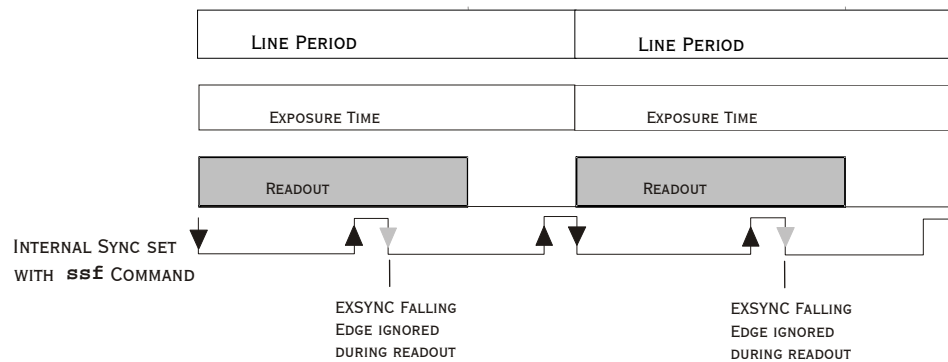 Line Period
Line Period
Exposure Time
Exposure Time
Readout
Readout
Internal Sync set
with ssf Command
EXSYNC Falling
Edge ignored
during readout
EXSYNC Falling
Edge ignored
during readout